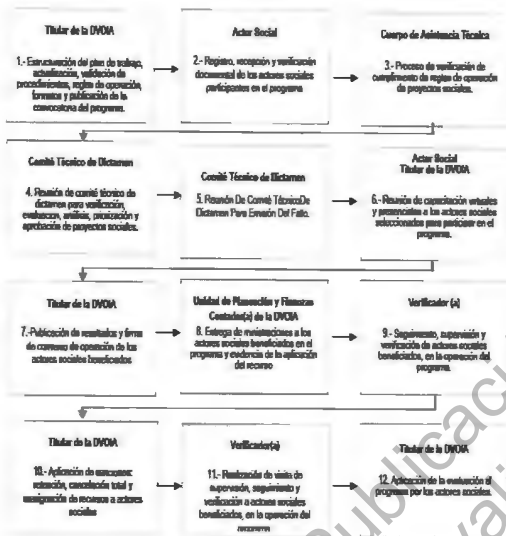 Titular de la DVOIA
1.- Estructuración del plan de trabajo,
actualización, validación de
procedimientos, reglas de operación,
formatos y publicación de la
convocatoria del programa.
Actor Social
2.- Registro, recepción y verificación
documental de los actores sociales
participantes en el programa
Cuerpo de Asistencia Técnica
3.- Proceso de verificación de
cumplimiento de reglas de operación
de proyectos sociales.
Comité Técnico de Dictamen
4. Reunión de comité técnico de
dictamen para verificación,
evaluación, análisis, priorización y
aprobación de proyectos sociales.
Comité Técnico de Dictamen
5. Reunión De Comité TécnicoDe
Dictamen Para Emisión Del Fallo.
Actor Social
Titular de la DVOIA
6.- Reunión de capacitación virtuales
y presenciales a los actores sociales
seleccionados para participar en el
programa.
Titular de la DVOIA
7.-Publicación de resultados y firma
de convenio de operación de los
actores sociales beneficiados
Unidad de Planeación y Finanzas
Contador(a) de la DVOIA
8. Entrega de ministraciones a los
actores sociales beneficiados en el
programa y evidencia de la aplicación
del recurso
Verificador (a)
9.- Seguimiento, supervisión y
verificación de actores sociales
beneficiados, en la operación del
programa.
Titular de la DVOIA
10.- Aplicación de sanciones:
retención, cancelación total y
reasignación de recursos a actores
sociales
Verificador(a)
11.- Realización de visita de
supervisión, seguimiento y
verificación a actores sociales
beneficiados, en la operación del
programa
Titular de la DVOIA
12. Aplicación de la evaluación al
programa por los actores sociales.
Publicaci